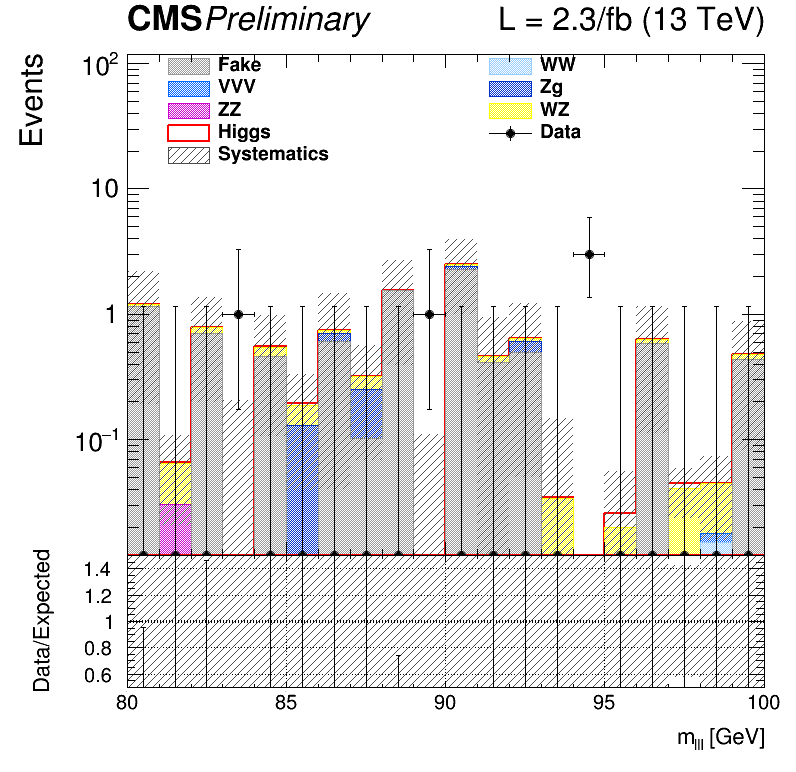 CMS Preliminary L = 2.3/fb (13 TeV)
Events
10²
10
1
10⁻¹
Fake
VVV
ZZ
Higgs
Systematics
WW
Zg
WZ
Data
Data/Expected
1.4
1.2
1
0.8
0.6
80 85 90 95 100
m_lll [GeV]